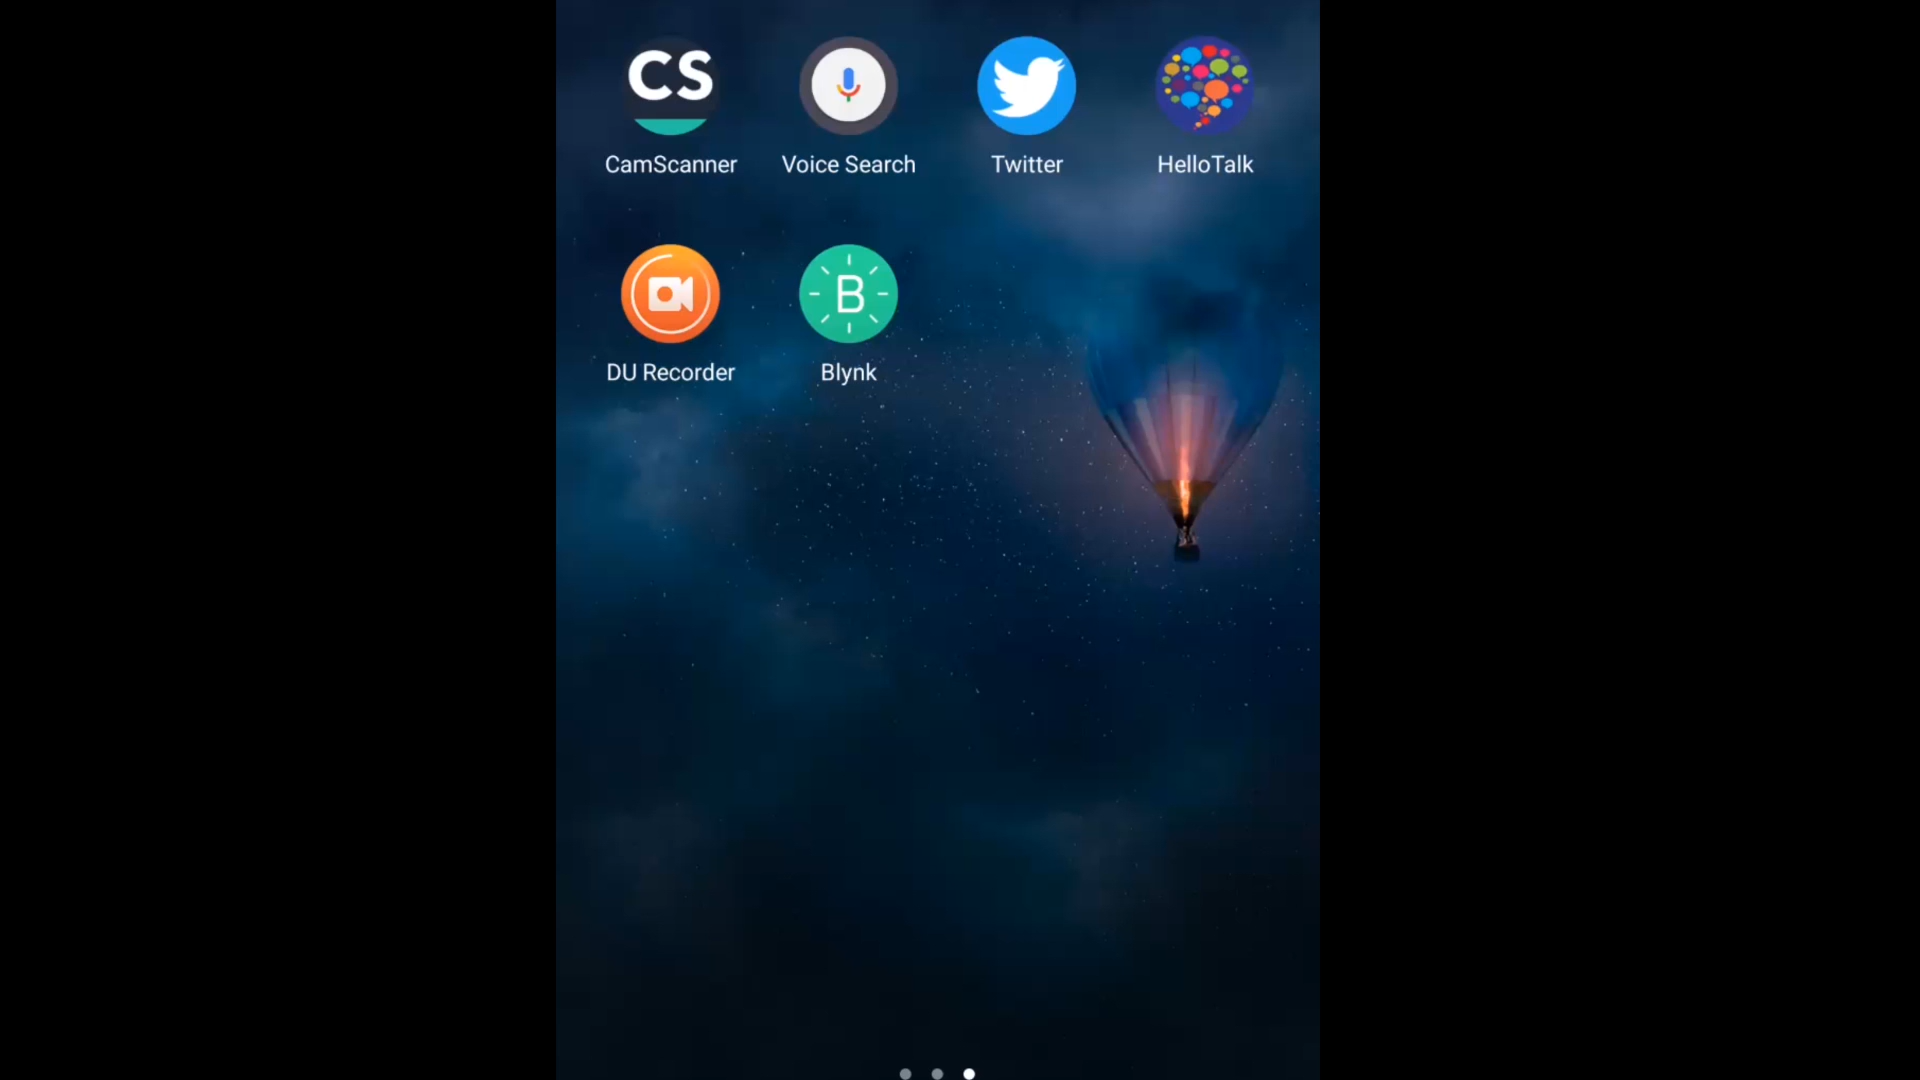 CS
CamScanner
Voice Search
Twitter
HelloTalk
B
DU Recorder
Blynk